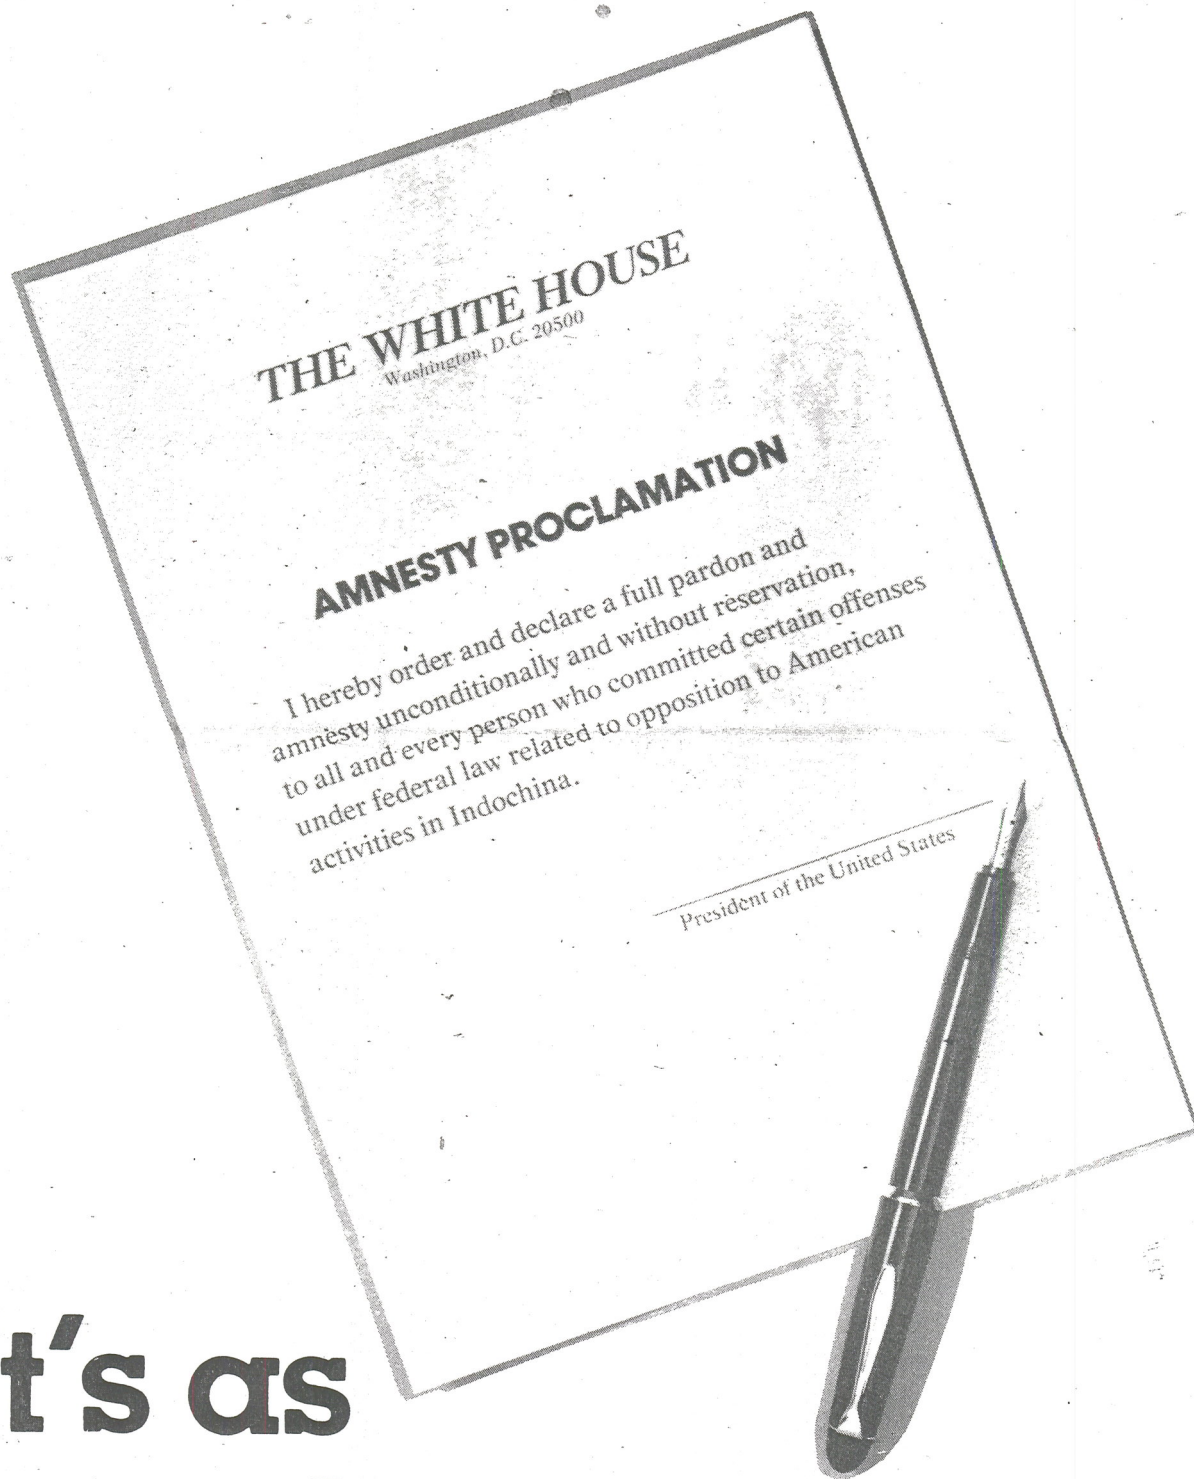 THE WHITE HOUSE
Washington, D.C. 20500
AMNESTY PROCLAMATION
I hereby order and declare a full pardon and
amnesty unconditionally and without reservation,
to all and every person who committed certain offenses
under federal law related to opposition to American
activities in Indochina.
President of the United States
t's as